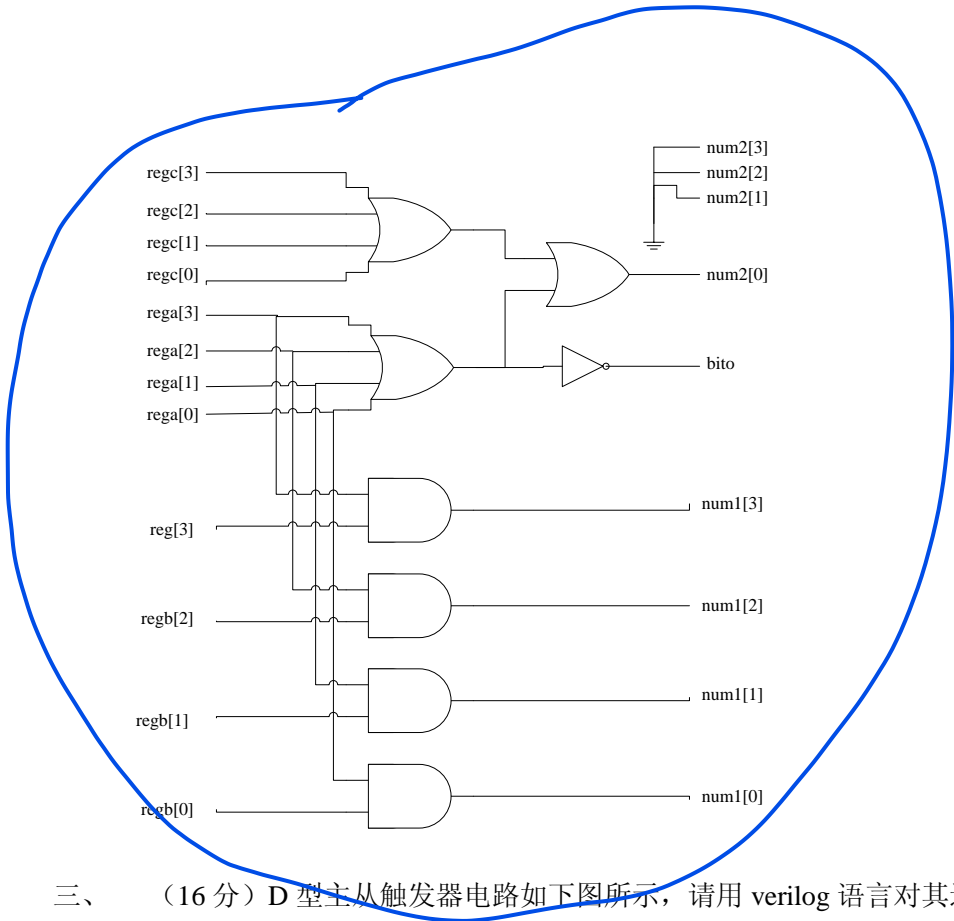 num2[3]
regc[3]
num2[2]
num2[1]
regc[2]
regc[1]
regc[0]
num2[0]
rega[3]
rega[2]
bito
rega[1]
rega[0]
num1[3]
reg[3]
num1[2]
regb[2]
num1[1]
regb[1]
num1[0]
regb[0]
三、 （16 分）D 型主从触发器电路如下图所示，请用 verilog 语言对其